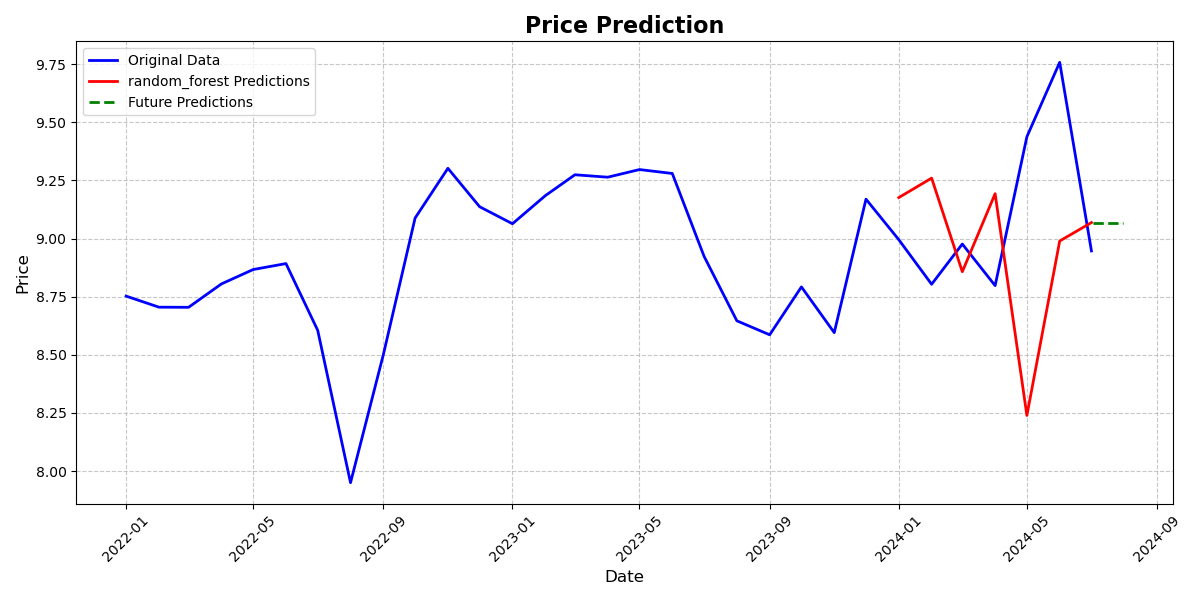 Price Prediction
Original Data
random_forest Predictions
Future Predictions
9.75
9.50
9.25
9.00
8.75
8.50
8.25
8.00
Price
2022-01
2022-05
2022-09
2023-01
2023-05
2023-09
2024-01
2024-05
2024-09
Date